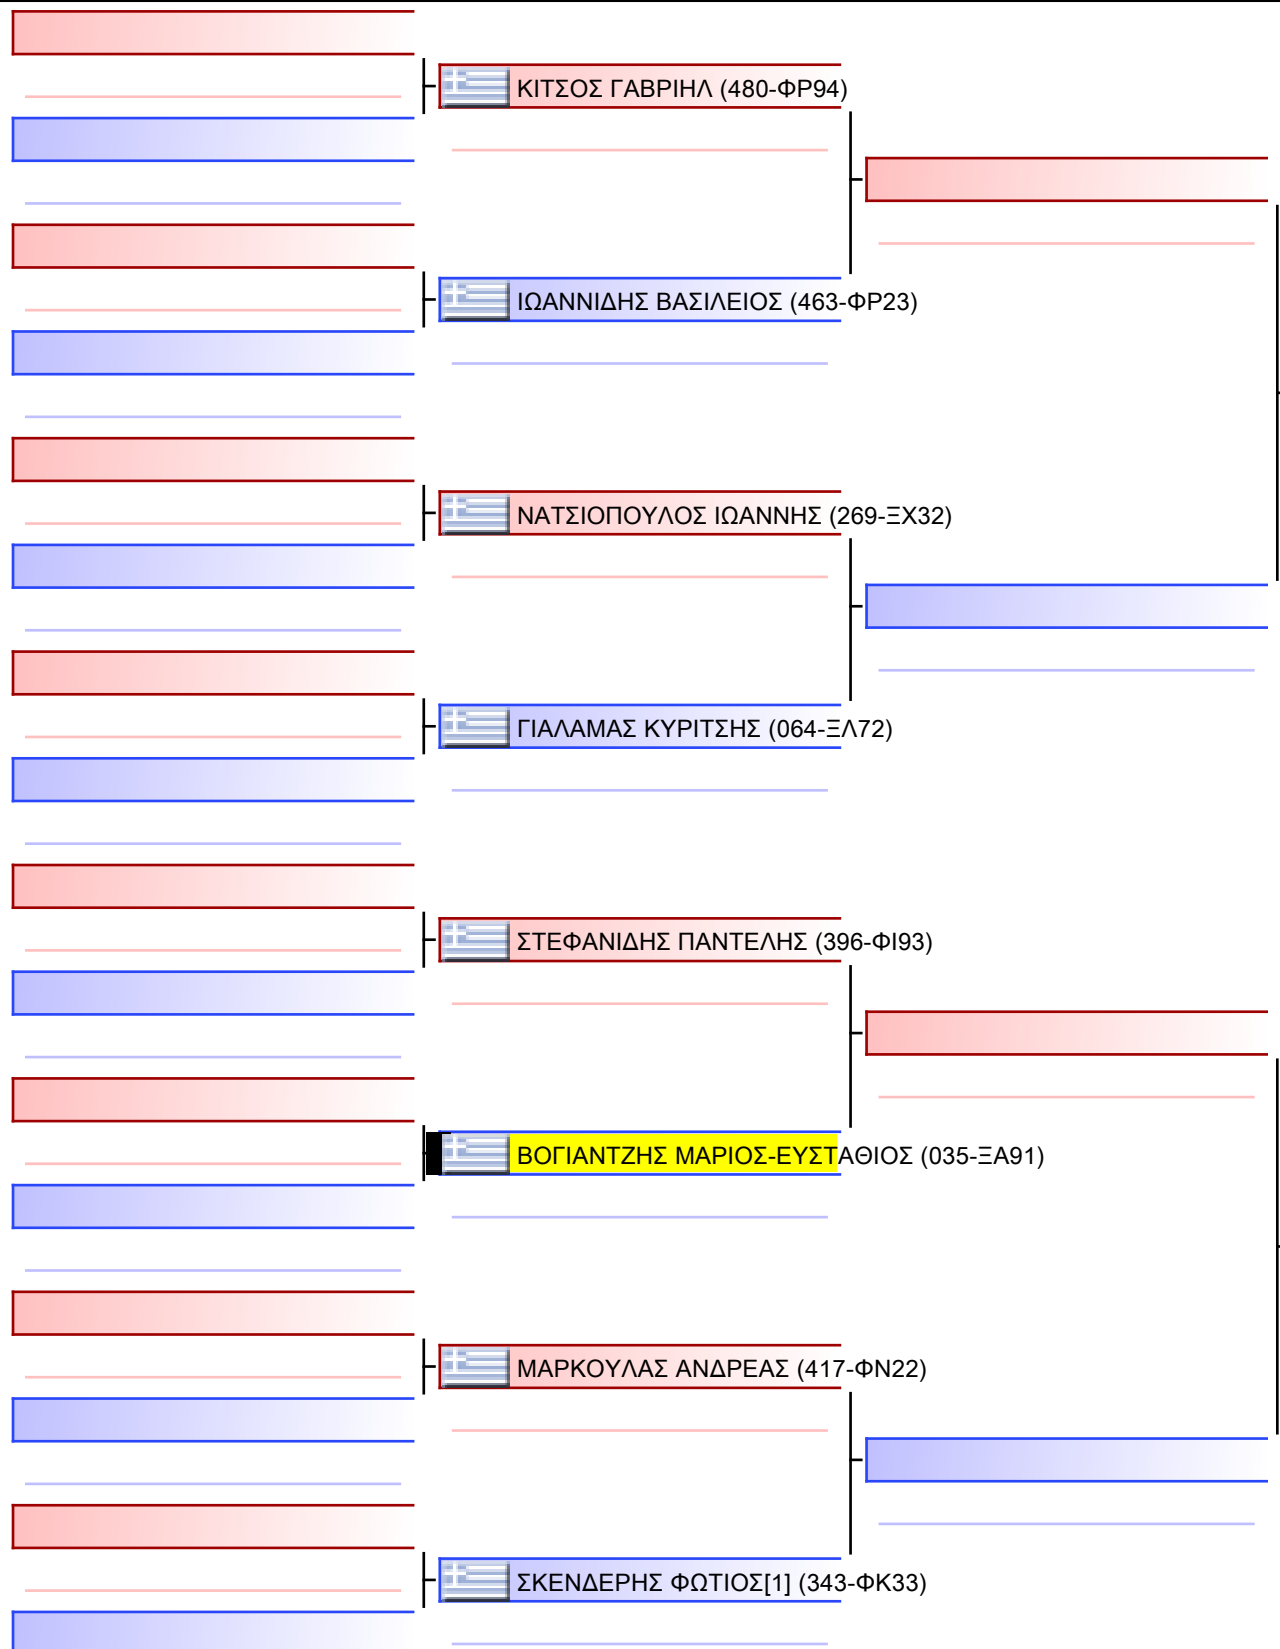 ΚΙΤΣΟΣ ΓΑΒΡΙΗΛ (480-ΦΡ94)
ΙΩΑΝΝΙΔΗΣ ΒΑΣΙΛΕΙΟΣ (463-ΦΡ23)
ΝΑΤΣΙΟΠΟΥΛΟΣ ΙΩΑΝΝΗΣ (269-ΞΧ32)
ΓΙΑΛΑΜΑΣ ΚΥΡΙΤΣΗΣ (064-ΞΛ72)
ΣΤΕΦΑΝΙΔΗΣ ΠΑΝΤΕΛΗΣ (396-ΦΙ93)
ΒΟΓΙΑΝΤΖΗΣ ΜΑΡΙΟΣ-ΕΥΣΤΑΘΙΟΣ (035-ΞΑ91)
ΜΑΡΚΟΥΛΑΣ ΑΝΔΡΕΑΣ (417-ΦΝ22)
ΣΚΕΝΔΕΡΗΣ ΦΩΤΙΟΣ[1] (343-ΦΚ33)